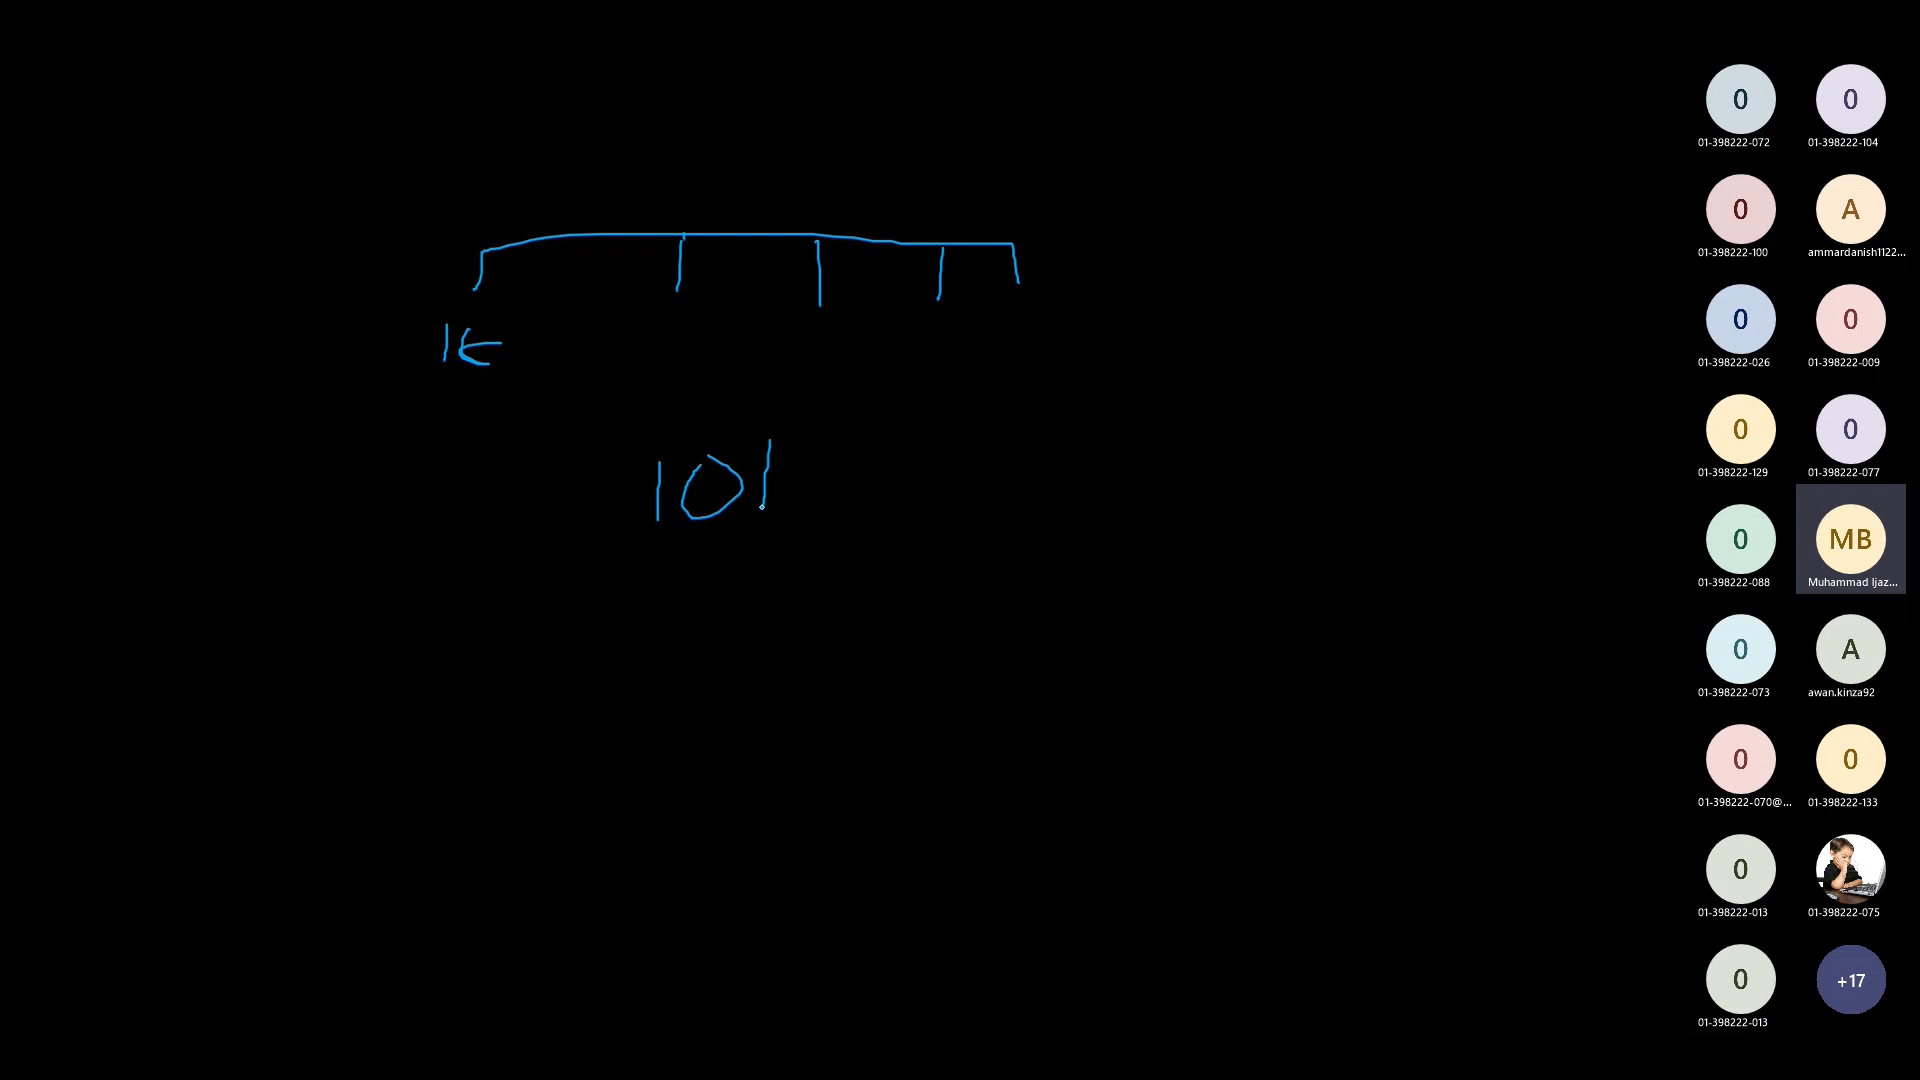 0 0
01-398222-072 01-398222-104
0 A
01-398222-100 ammardanish1122...
0 0
01-398222-026 01-398222-009
0 0
01-398222-129 01-398222-077
0 MB
01-398222-088 Muhammad Ijaz...
0 A
01-398222-073 awan.kinza92
0 0
01-398222-070@... 01-398222-133
0
01-398222-013 01-398222-075
0 +17
01-398222-013
101